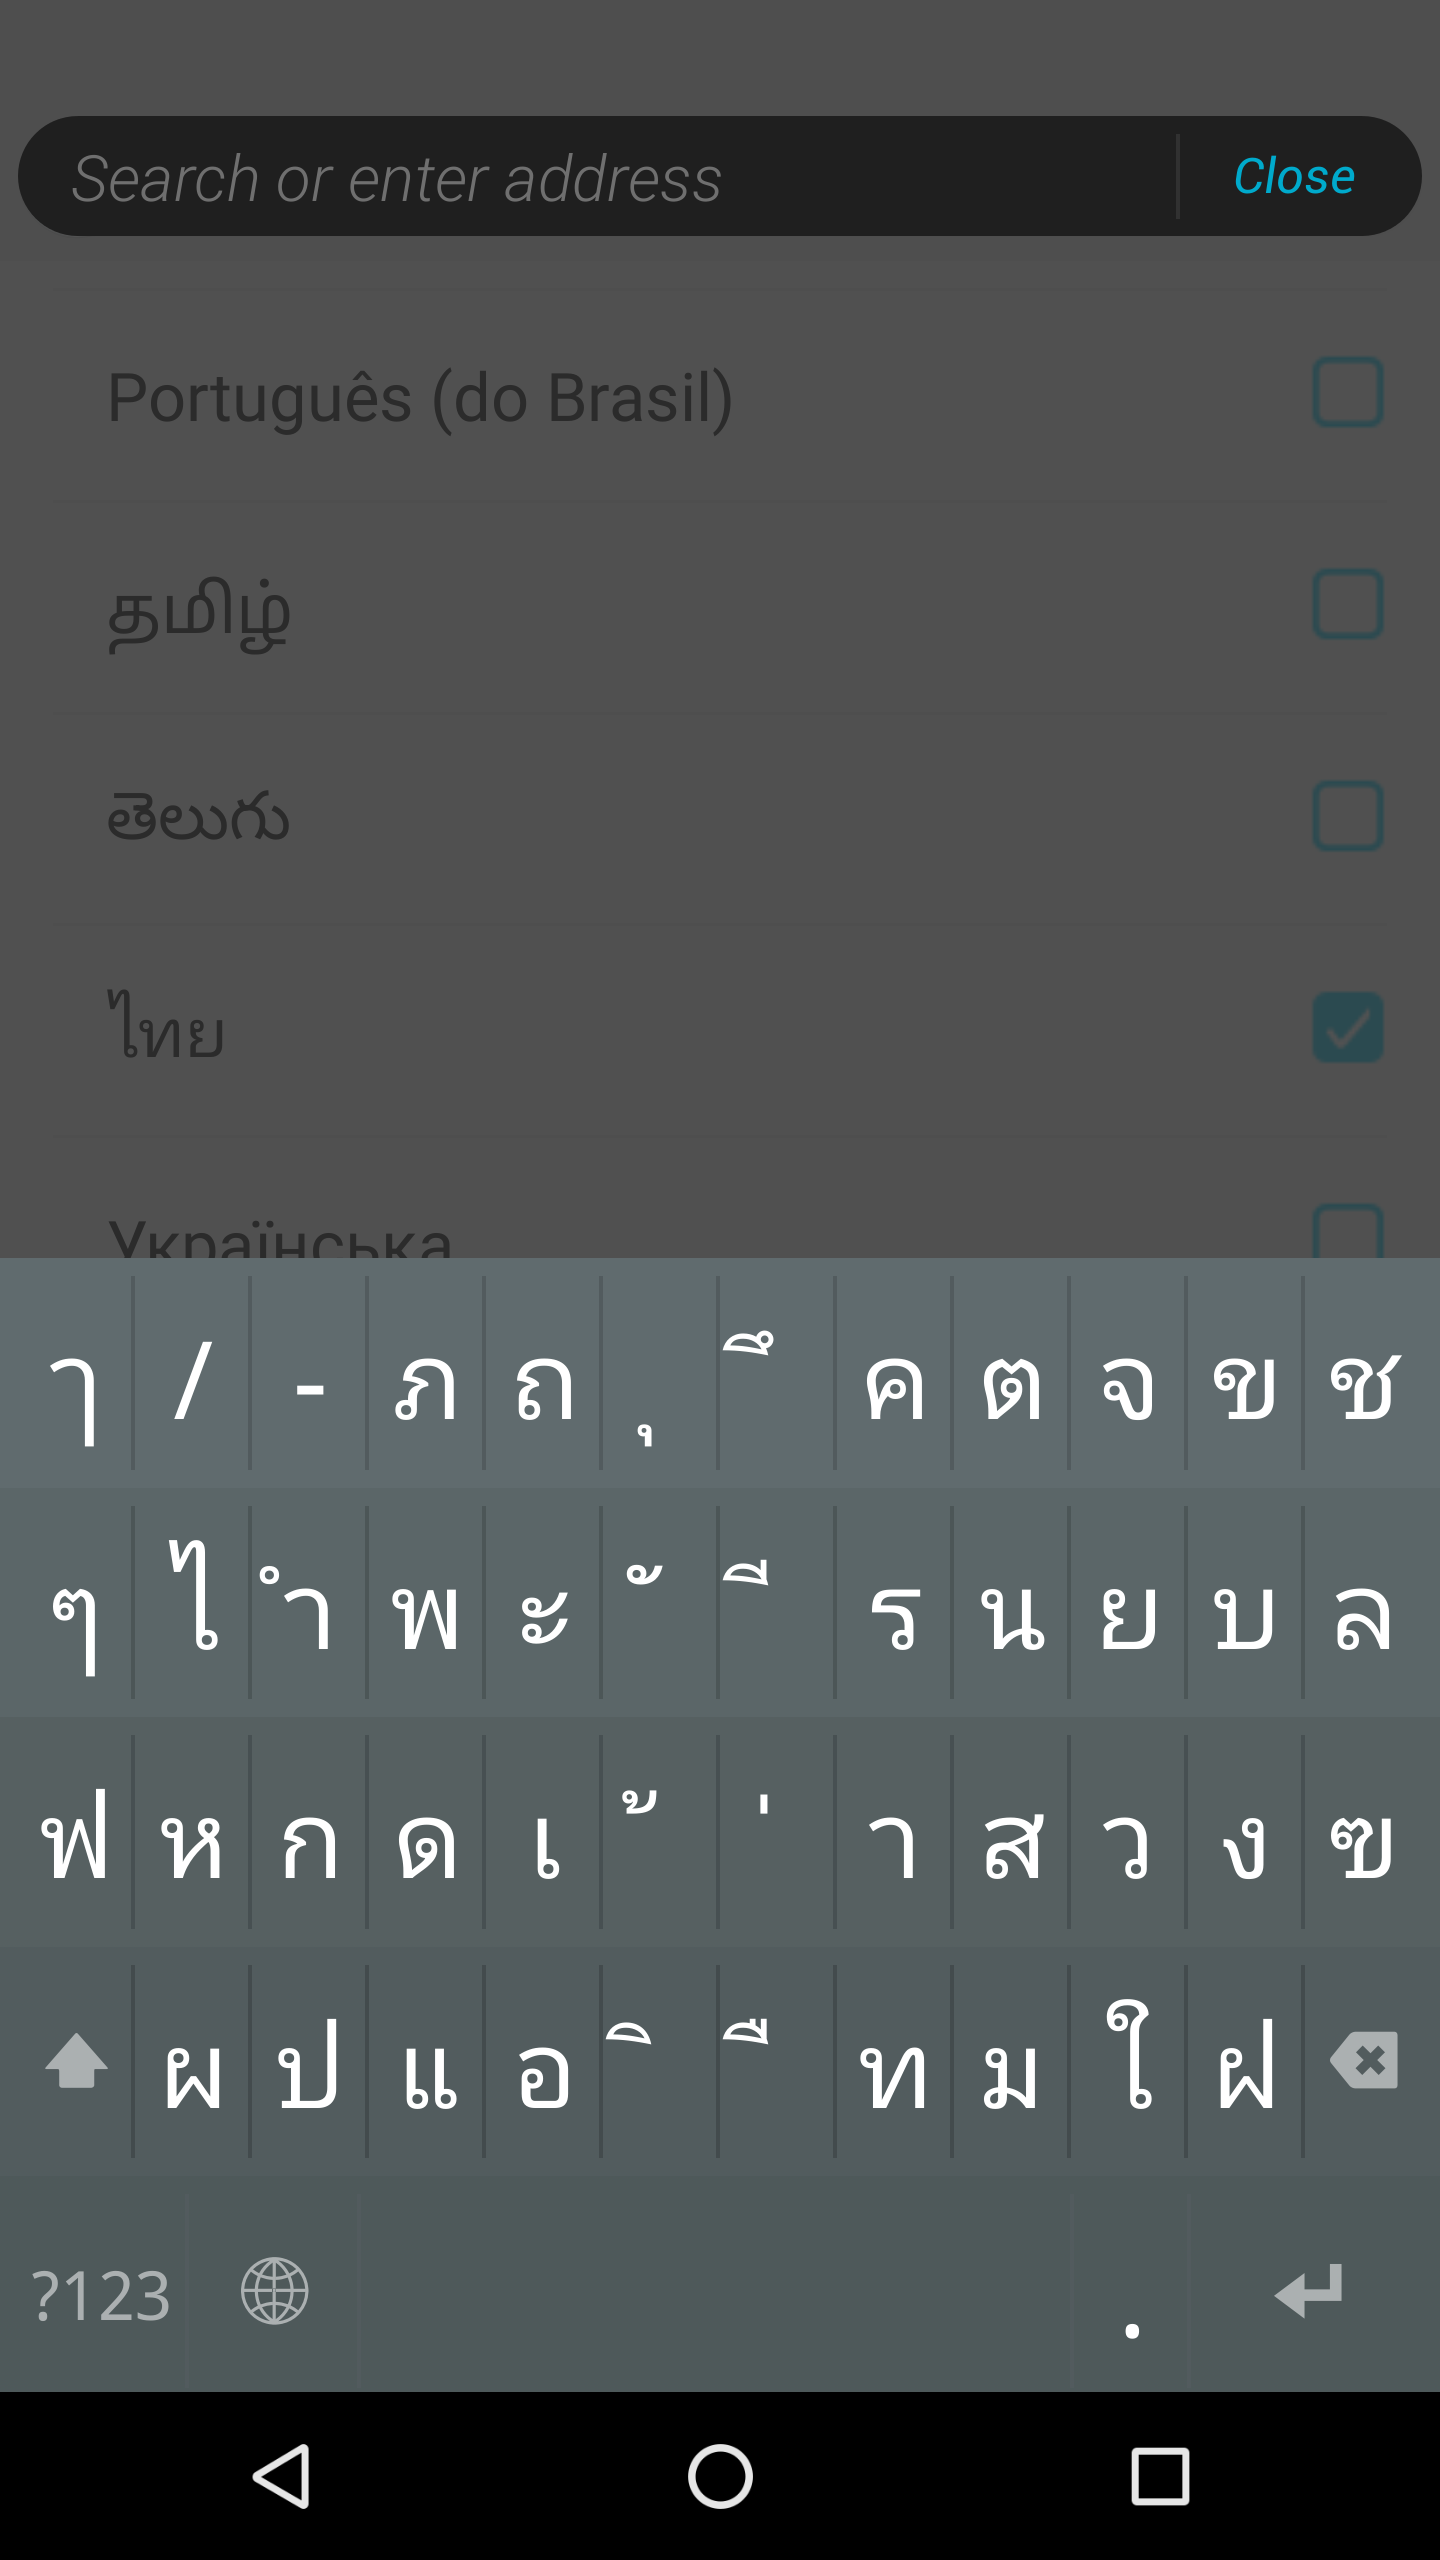 Search or enter address Close
Português (do Brasil)
தமிழ்
తెలుగు
ไทย
Українська
ๅ / - ภ ถ ุ ึ ค ต จ ข ช
ๆ ไ ำ พ ะ ั ี ร น ย บ ล
ฟ ห ก ด เ ้ ่ า ส ว ง ฃ
ผ ป แ อ ิ ื ท ม ใ ฝ
?123 .